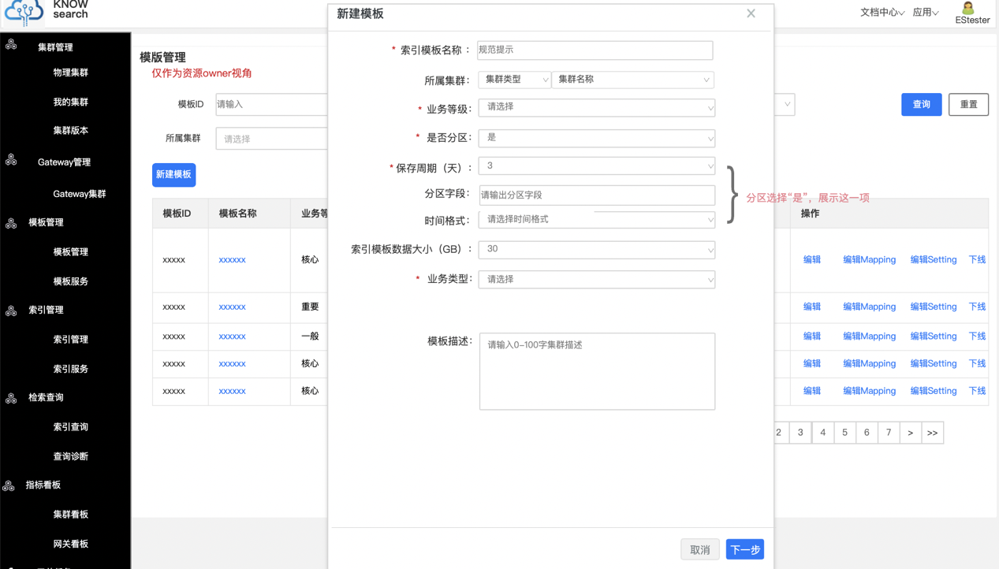 KNOW
search
文档中心
应用
EStester
集群管理
物理集群
我的集群
集群版本
Gateway管理
Gateway集群
模板管理
模板管理
模板服务
索引管理
索引管理
索引服务
检索查询
索引查询
查询诊断
指标看板
集群看板
网关看板
模版管理
仅作为资源owner视角
模板ID 请输入
查询 重置
所属集群 请选择
新建模板
模板ID 模板名称 业务等 操作
xxxxx xxxxxx 核心 编辑 编辑Mapping 编辑Setting 下线
xxxxx xxxxxx 重要 编辑 编辑Mapping 编辑Setting 下线
xxxxx xxxxxx 一般 编辑 编辑Mapping 编辑Setting 下线
xxxxx xxxxxx 核心 编辑 编辑Mapping 编辑Setting 下线
xxxxx xxxxxx 核心 编辑 编辑Mapping 编辑Setting 下线
2 3 4 5 6 7 > >>
新建模板
* 索引模板名称 : 规范提示
所属集群: 集群类型 集群名称
* 业务等级: 请选择
* 是否分区: 是
* 保存周期（天）: 3
分区字段: 请输出分区字段
时间格式: 请选择时间格式
分区选择“是”，展示这一项
索引模板数据大小（GB）: 30
* 业务类型: 请选择
模板描述: 请输入0-100字集群描述
取消 下一步